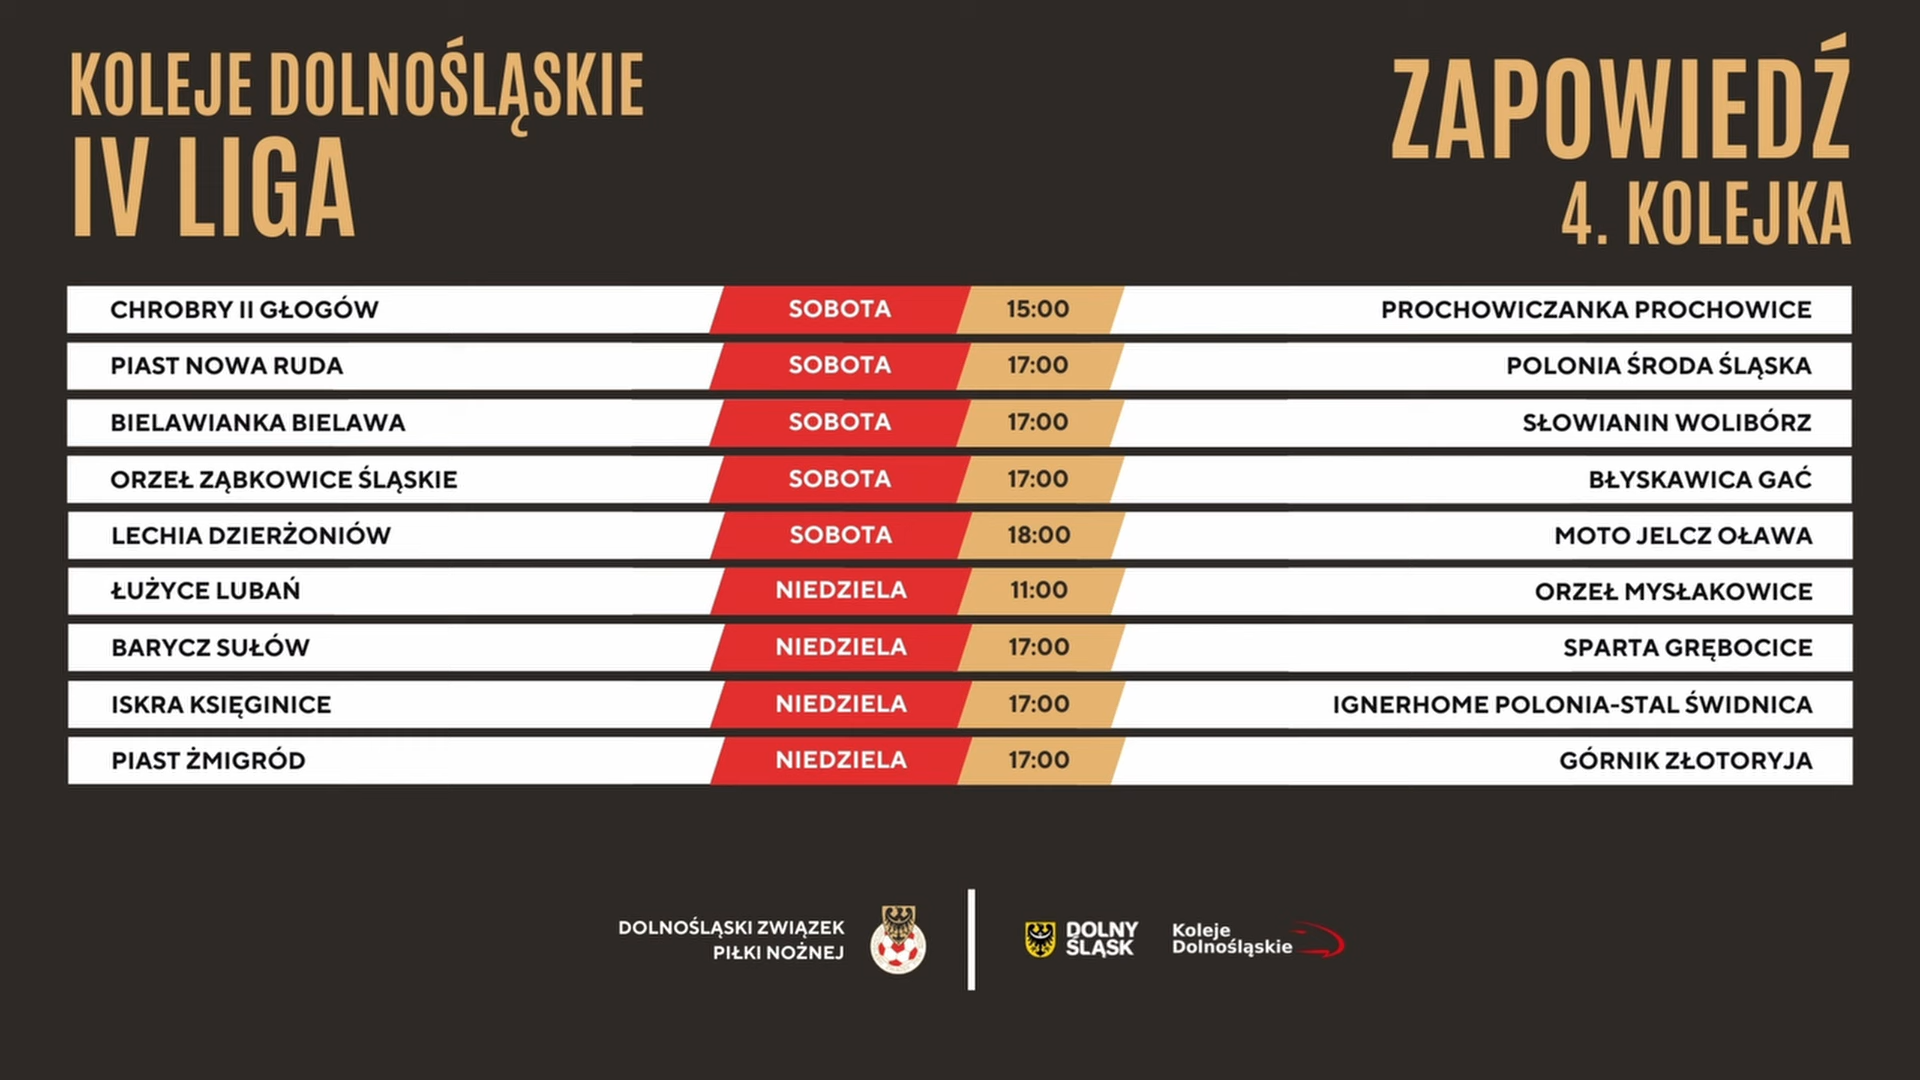 KOLEJE DOLNOŚLĄSKIE
IV LIGA
ZAPOWIEDŹ
4. KOLEJKA
CHROBRY II GŁOGÓW SOBOTA 15:00 PROCHOWICZANKA PROCHOWICE
PIAST NOWA RUDA SOBOTA 17:00 POLONIA ŚRODA ŚLĄSKA
BIELAWIANKA BIELAWA SOBOTA 17:00 SŁOWIANIN WOLIBÓRZ
ORZEŁ ZĄBKOWICE ŚLĄSKIE SOBOTA 17:00 BŁYSKAWICA GAĆ
LECHIA DZIERŻONIÓW SOBOTA 18:00 MOTO JELCZ OŁAWA
ŁUŻYCE LUBAŃ NIEDZIELA 11:00 ORZEŁ MYSŁAKOWICE
BARYCZ SUŁÓW NIEDZIELA 17:00 SPARTA GRĘBOCICE
ISKRA KSIĘGINICE NIEDZIELA 17:00 IGNERHOME POLONIA-STAL ŚWIDNICA
PIAST ŻMIGRÓD NIEDZIELA 17:00 GÓRNIK ZŁOTORYJA
DOLNOŚLĄSKI ZWIĄZEK
PIŁKI NOŻNEJ
DOLNY
ŚLĄSK
Koleje
Dolnośląskie